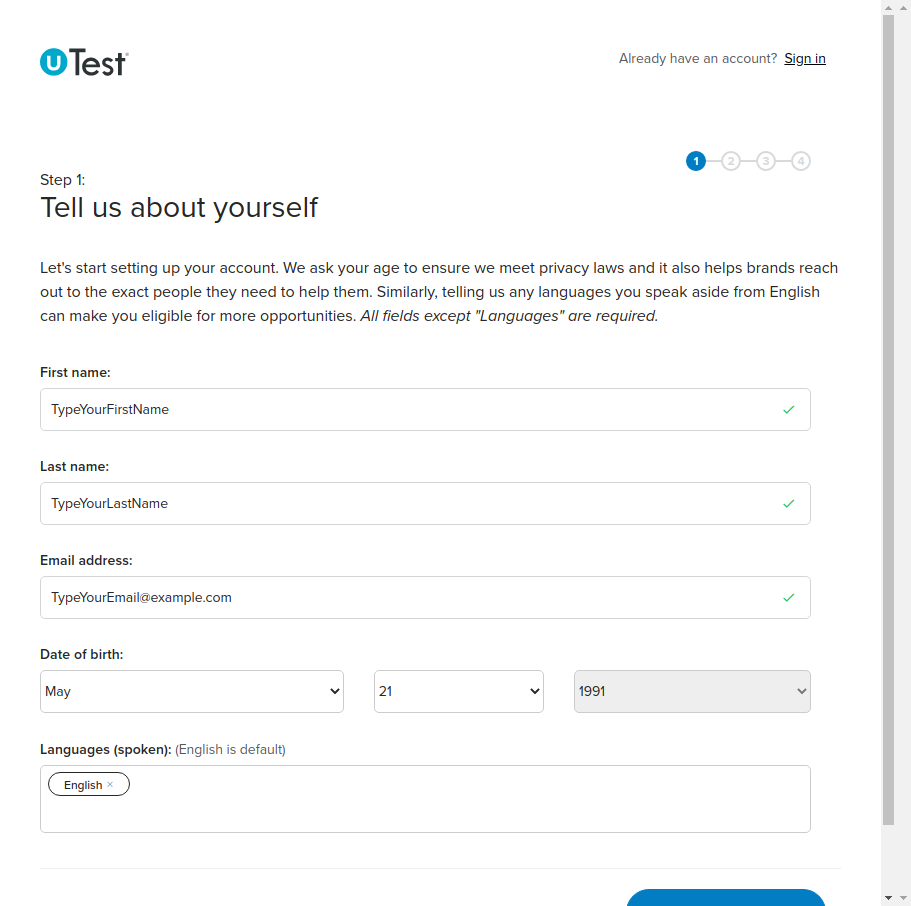 uTest®
Already have an account? Sign in
1 2 3 4
Step 1:
Tell us about yourself
Let's start setting up your account. We ask your age to ensure we meet privacy laws and it also helps brands reach
out to the exact people they need to help them. Similarly, telling us any languages you speak aside from English
can make you eligible for more opportunities. All fields except "Languages" are required.
First name:
TypeYourFirstName
Last name:
TypeYourLastName
Email address:
TypeYourEmail@example.com
Date of birth:
May 21 1991
Languages (spoken): (English is default)
English ×